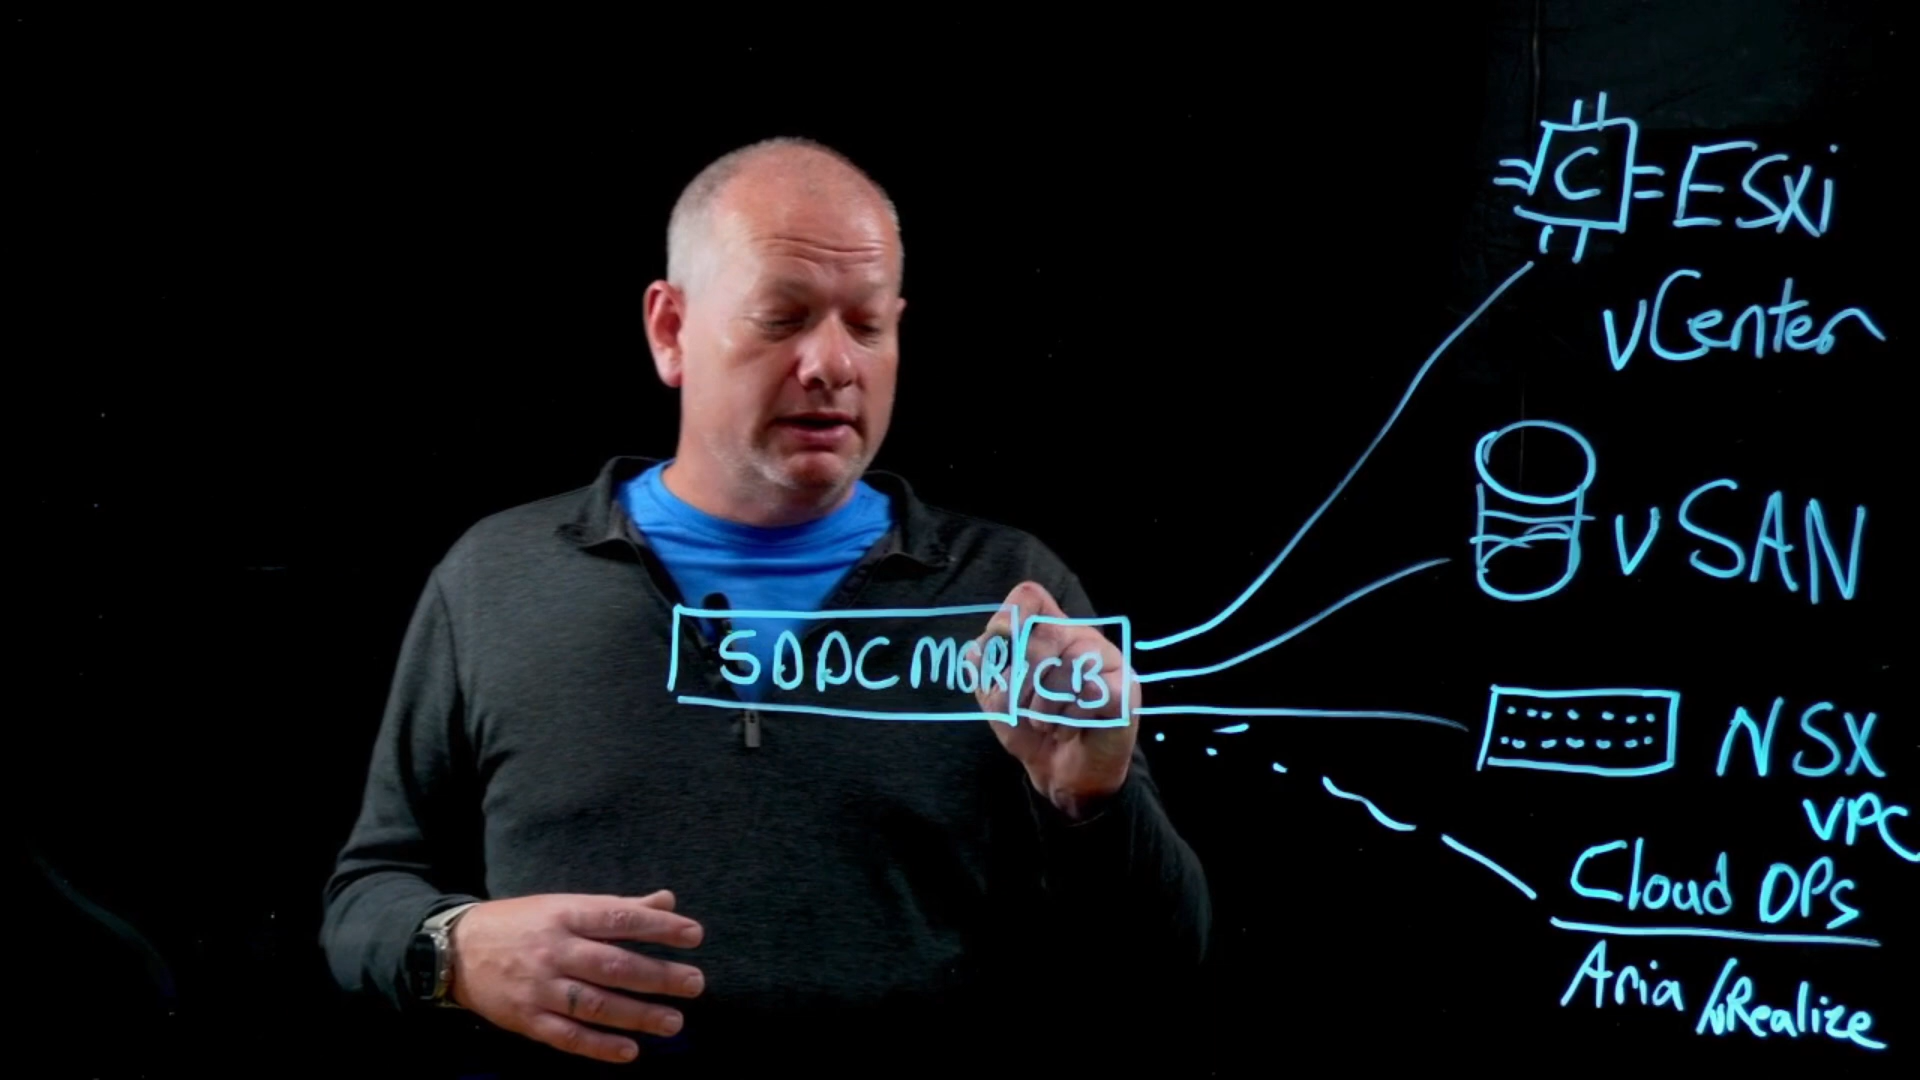 C ESXi
vCenter
vSAN
SDDC MGR CB
NSX
VPC
Cloud OPs
Aria/vRealize